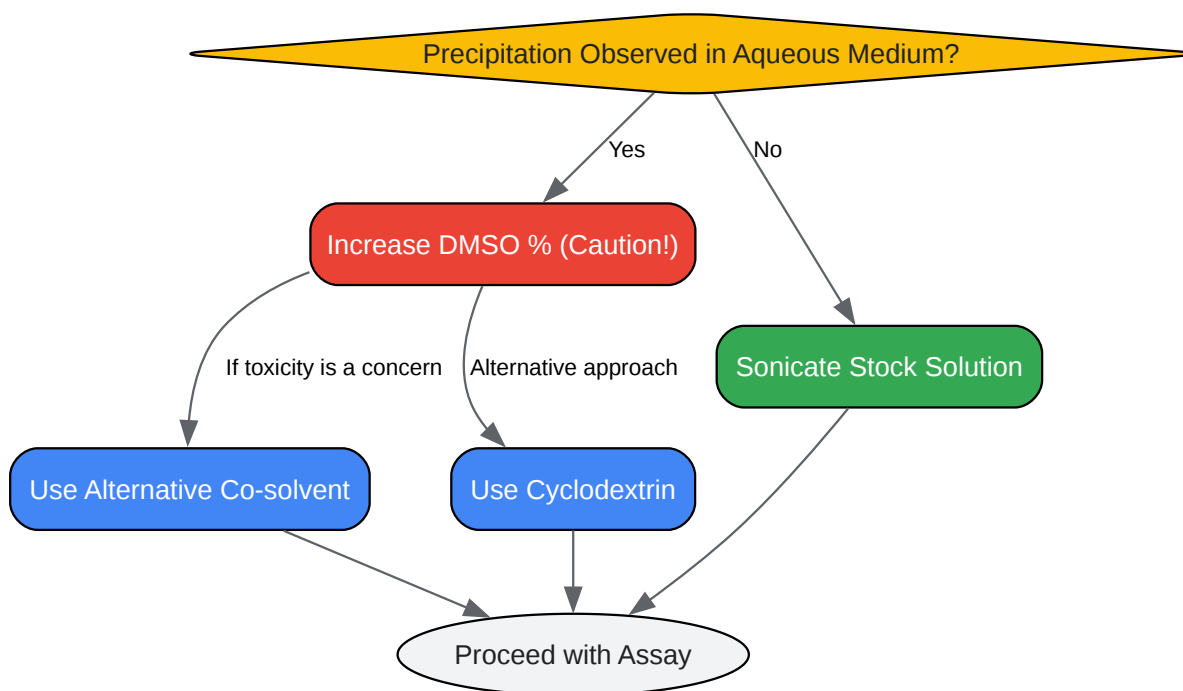 Precipitation Observed in Aqueous Medium?
Yes
No
Increase DMSO % (Caution!)
If toxicity is a concern
Alternative approach
Sonicate Stock Solution
Use Alternative Co-solvent
Use Cyclodextrin
Proceed with Assay